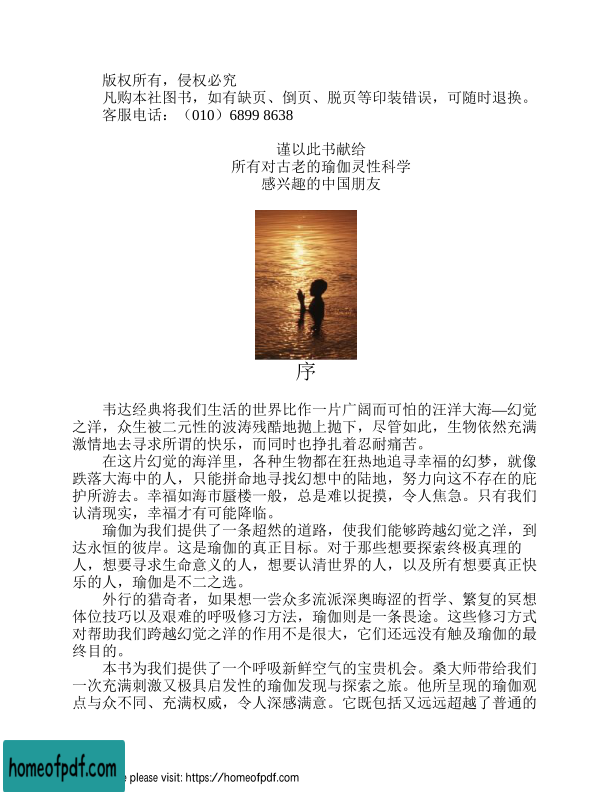 版权所有，侵权必究
凡购本社图书，如有缺页、倒页、脱页等印装错误，可随时退换。
客服电话：（010）6899 8638
谨以此书献给
所有对古老的瑜伽灵性科学
感兴趣的中国朋友
序
韦达经典将我们生活的世界比作一片广阔而可怕的汪洋大海—幻觉
之洋，众生被二元性的波涛残酷地抛上抛下，尽管如此，生物依然充满
激情地去寻求所谓的快乐，而同时也挣扎着忍耐痛苦。
在这片幻觉的海洋里，各种生物都在狂热地追寻幸福的幻梦，就像
跌落大海中的人，只能拼命地寻找幻想中的陆地，努力向这不存在的庇
护所游去。幸福如海市蜃楼一般，总是难以捉摸，令人焦急。只有我们
认清现实，幸福才有可能降临。
瑜伽为我们提供了一条超然的道路，使我们能够跨越幻觉之洋，到
达永恒的彼岸。这是瑜伽的真正目标。对于那些想要探索终极真理的
人，想要寻求生命意义的人，想要认清世界的人，以及所有想要真正快
乐的人，瑜伽是不二之选。
外行的猎奇者，如果想一尝众多流派深奥晦涩的哲学、繁复的冥想
体位技巧以及艰难的呼吸修习方法，瑜伽则是一条畏途。这些修习方式
对帮助我们跨越幻觉之洋的作用不是很大，它们还远没有触及瑜伽的最
终目的。
本书为我们提供了一个呼吸新鲜空气的宝贵机会。桑大师带给我们
一次充满刺激又极具启发性的瑜伽发现与探索之旅。他所呈现的瑜伽观
点与众不同、充满权威，令人深感满意。它既包括又远远超越了普通的
homeofpdf.com
e please visit: https://homeofpdf.com